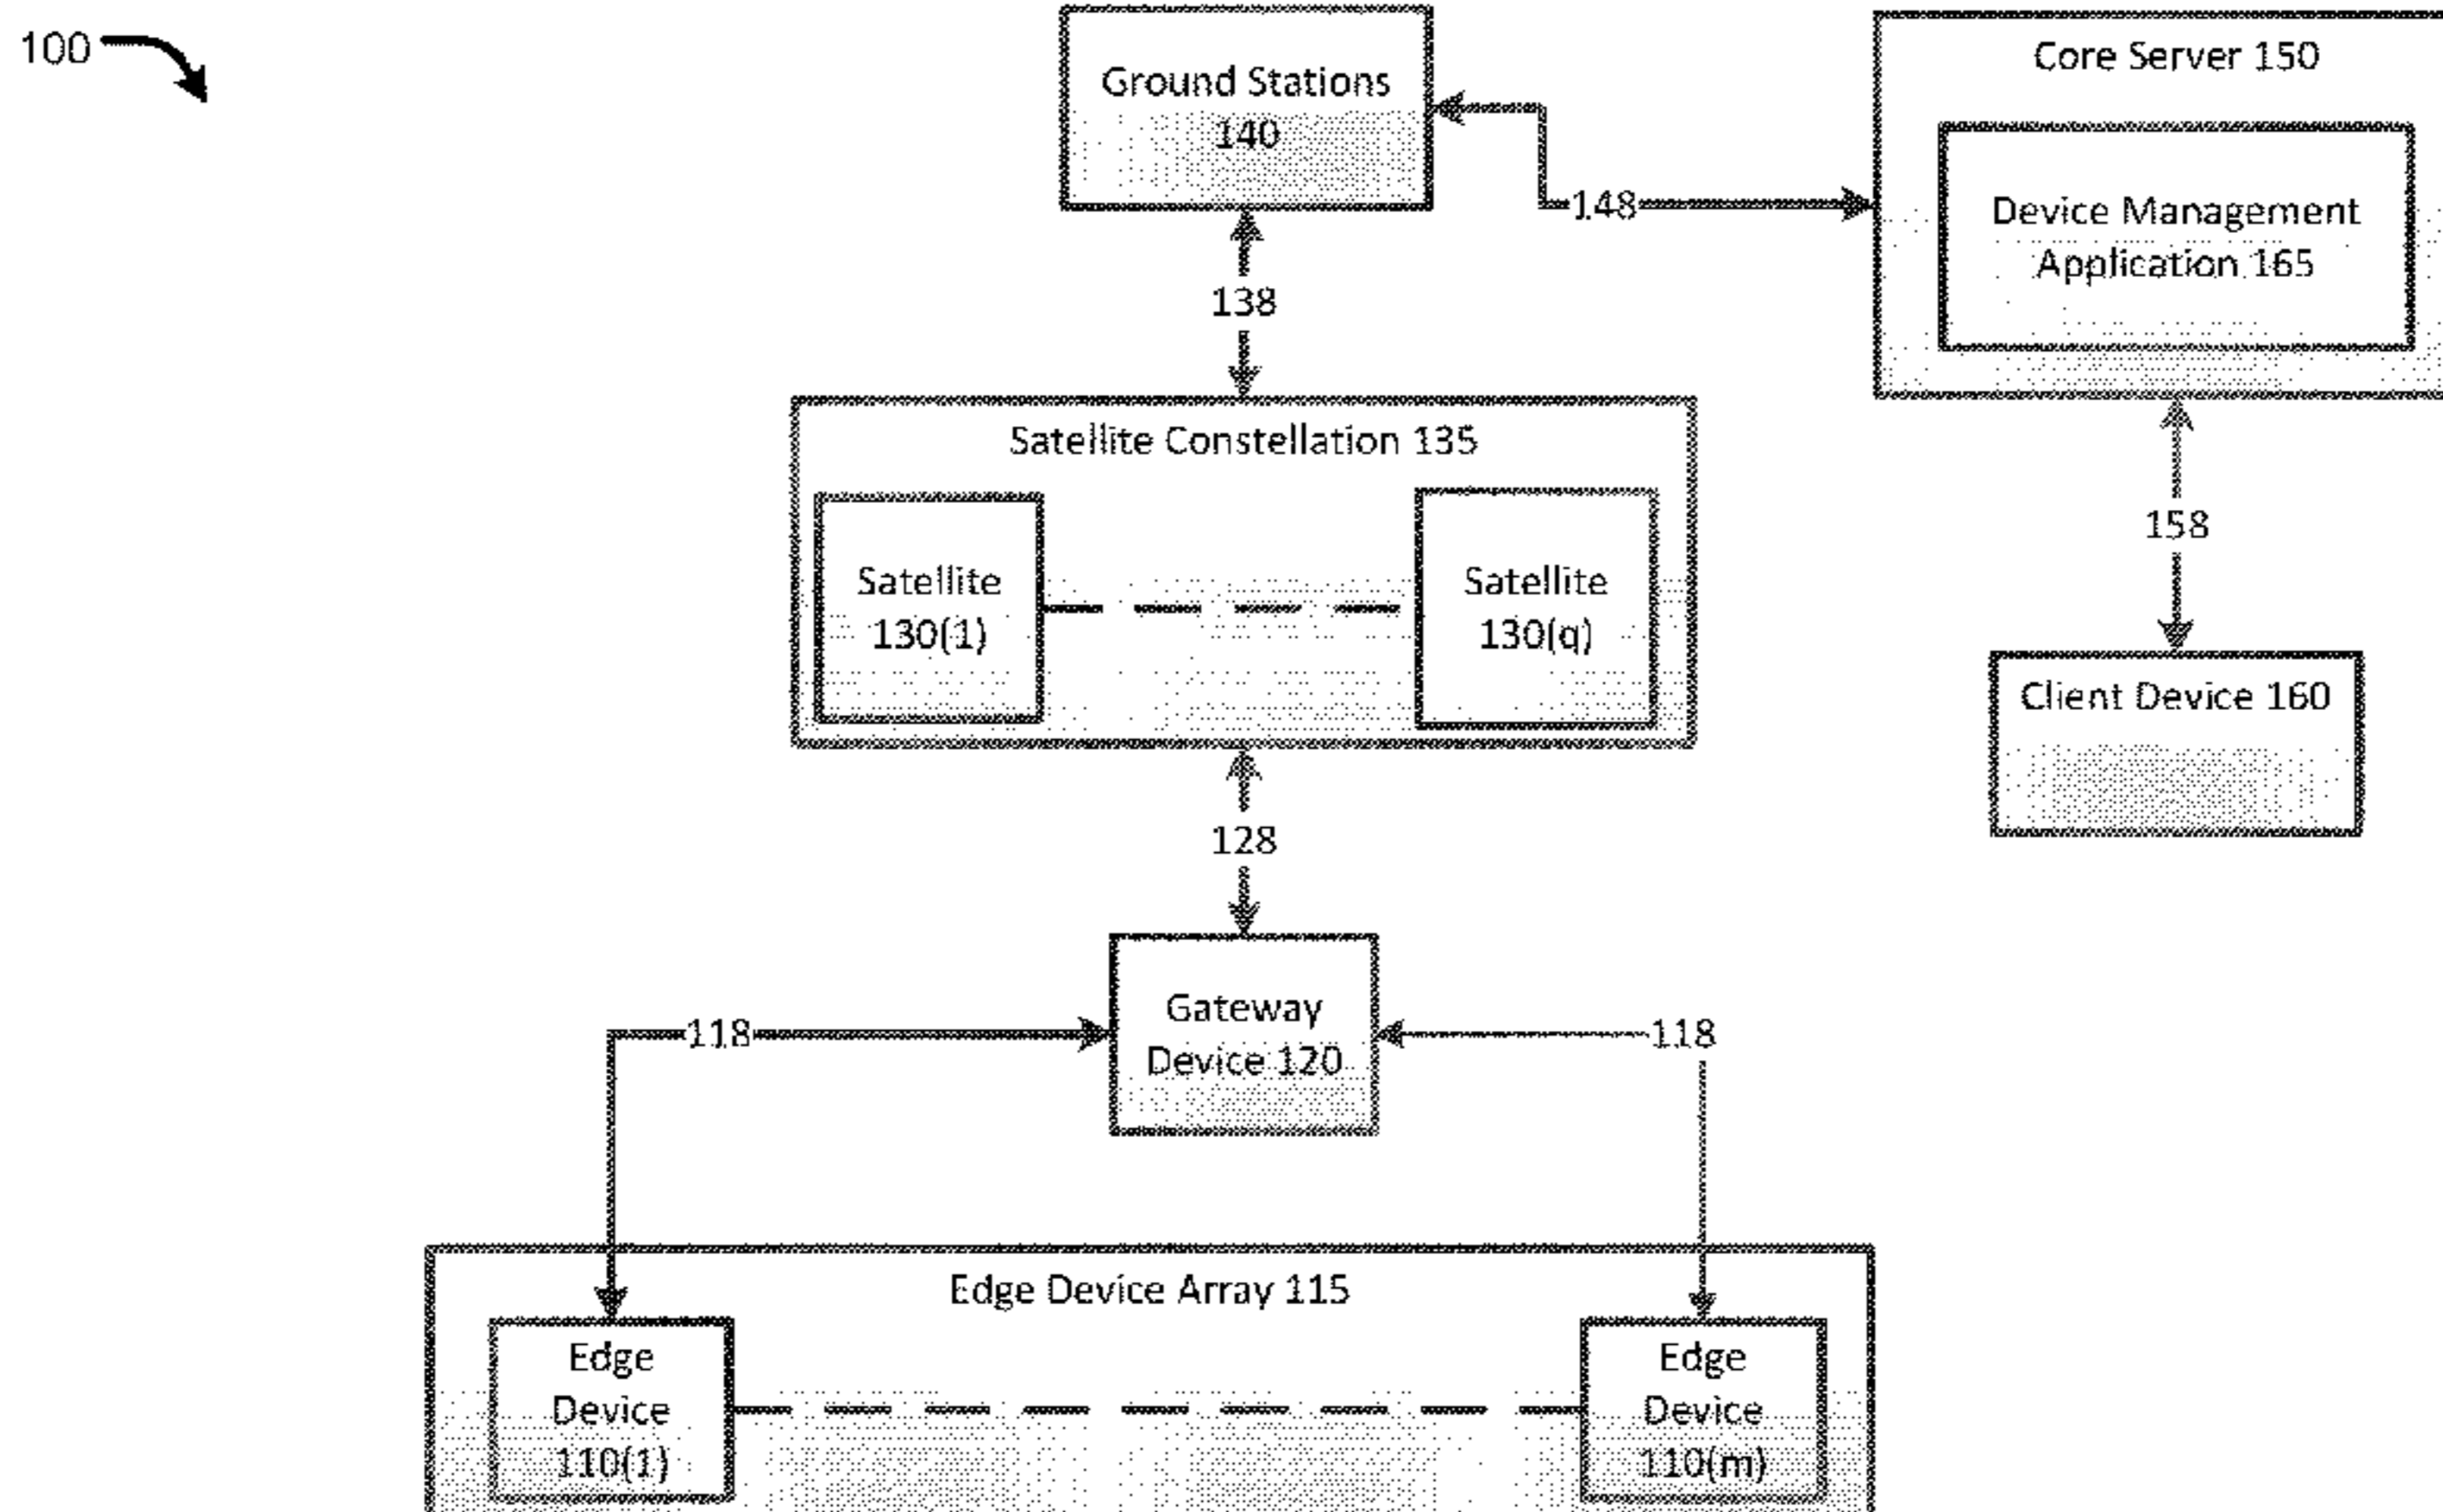 100
Ground Stations
140
Core Server 150
148
Device Management
Application 165
138
Satellite Constellation 135
Satellite
130(1)
Satellite
130(q)
158
Client Device 160
128
Gateway
Device 120
118
118
Edge Device Array 115
Edge
Device
110(1)
Edge
Device
110(m)